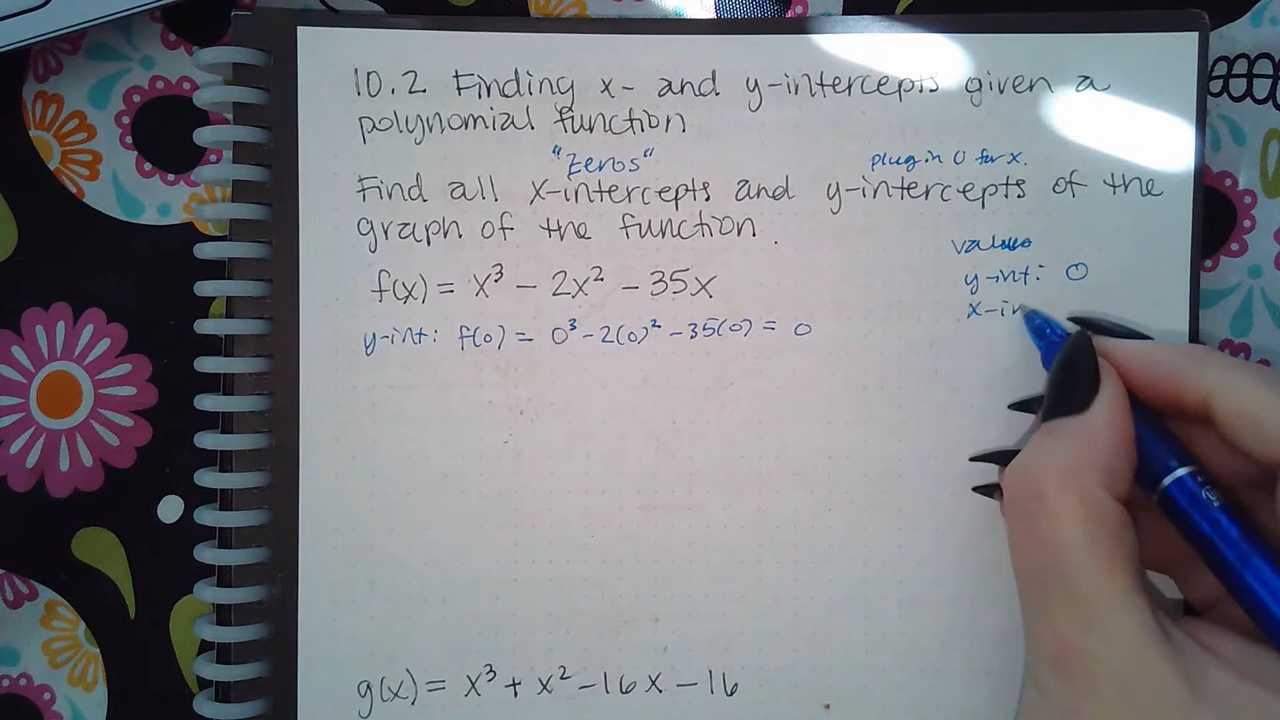 10.2 Finding x- and y-intercepts given a
polynomial function
"Zeros"
plug in 0 for x.
Find all x-intercepts and y-intercepts of the
graph of the function.
values
f(x) = x³ - 2x² - 35x
y-int: 0
x-in
y-int: f(0) = 0³ - 2(0)² - 35(0) = 0
g(x) = x³ + x² - 16x - 16